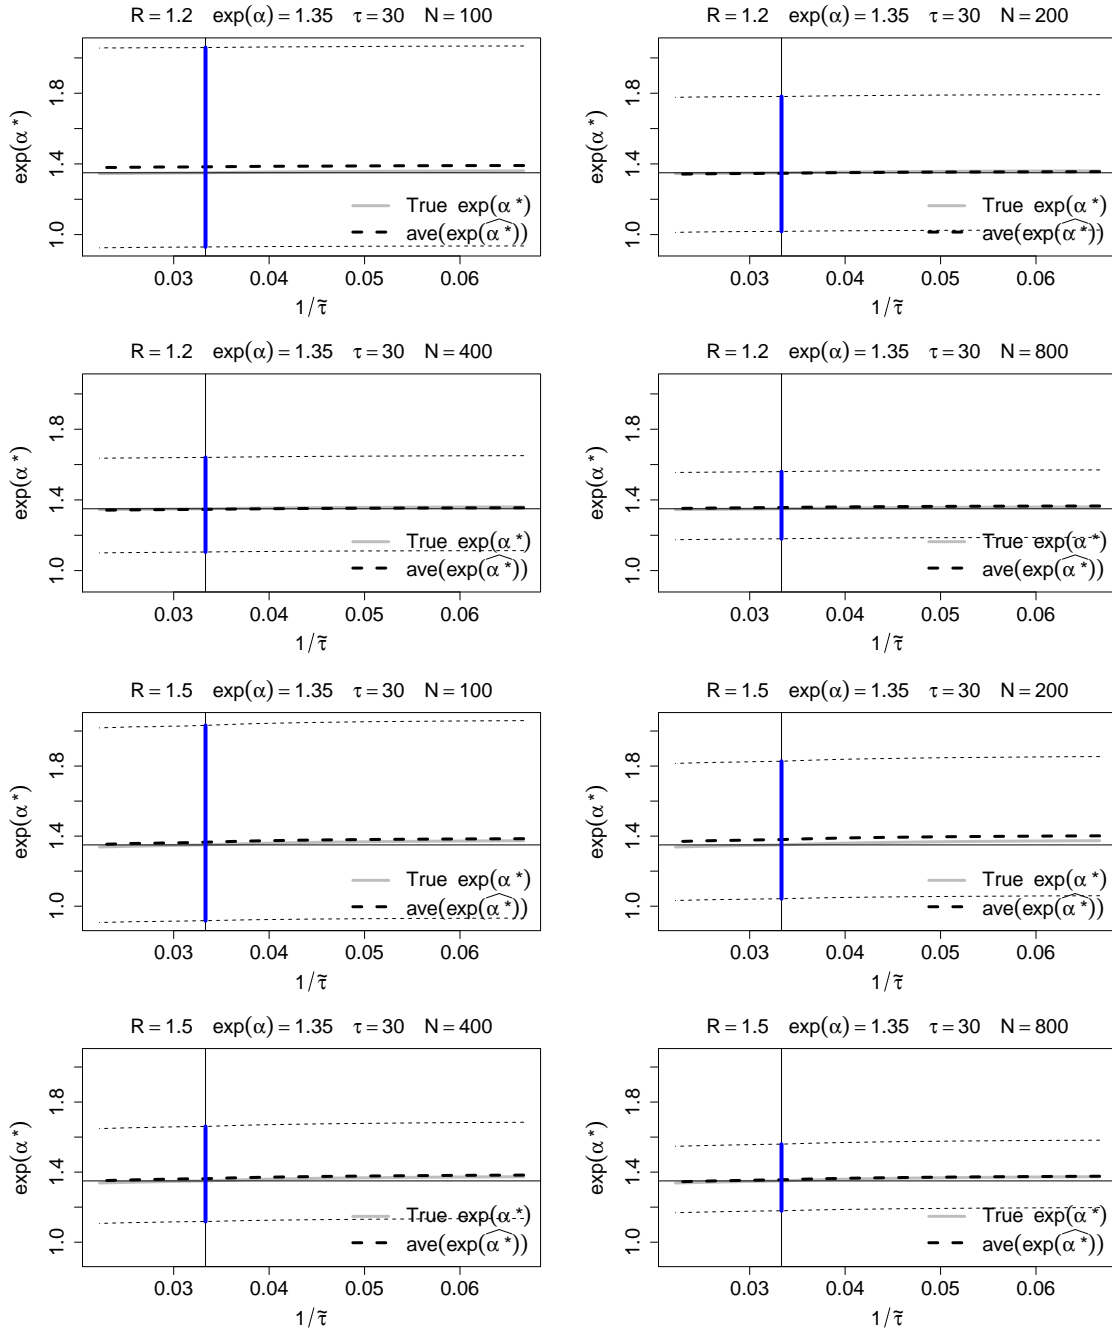 R = 1.2 exp(α) = 1.35 τ = 30 N = 100
exp(α*)
1.0 1.4 1.8
True exp(α*)
ave(exp(α̂*))
0.03 0.04 0.05 0.06
1/τ̃
R = 1.2 exp(α) = 1.35 τ = 30 N = 200
exp(α*)
1.0 1.4 1.8
True exp(α*)
ave(exp(α̂*))
0.03 0.04 0.05 0.06
1/τ̃
R = 1.2 exp(α) = 1.35 τ = 30 N = 400
exp(α*)
1.0 1.4 1.8
True exp(α*)
ave(exp(α̂*))
0.03 0.04 0.05 0.06
1/τ̃
R = 1.2 exp(α) = 1.35 τ = 30 N = 800
exp(α*)
1.0 1.4 1.8
True exp(α*)
ave(exp(α̂*))
0.03 0.04 0.05 0.06
1/τ̃
R = 1.5 exp(α) = 1.35 τ = 30 N = 100
exp(α*)
1.0 1.4 1.8
True exp(α*)
ave(exp(α̂*))
0.03 0.04 0.05 0.06
1/τ̃
R = 1.5 exp(α) = 1.35 τ = 30 N = 200
exp(α*)
1.0 1.4 1.8
True exp(α*)
ave(exp(α̂*))
0.03 0.04 0.05 0.06
1/τ̃
R = 1.5 exp(α) = 1.35 τ = 30 N = 400
exp(α*)
1.0 1.4 1.8
True exp(α*)
ave(exp(α̂*))
0.03 0.04 0.05 0.06
1/τ̃
R = 1.5 exp(α) = 1.35 τ = 30 N = 800
exp(α*)
1.0 1.4 1.8
True exp(α*)
ave(exp(α̂*))
0.03 0.04 0.05 0.06
1/τ̃